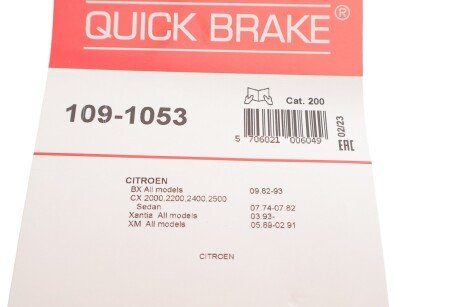 QUICK BRAKE®
109-1053
Cat. 200
5 706021 006049
02/23
EAC
CITROEN
BX All models 09.82-93
CX 2000,2200,2400,2500
Sedan 07.74-07.82
Xantia All models 03.93-
XM All models 05.89-02.91
CITROEN